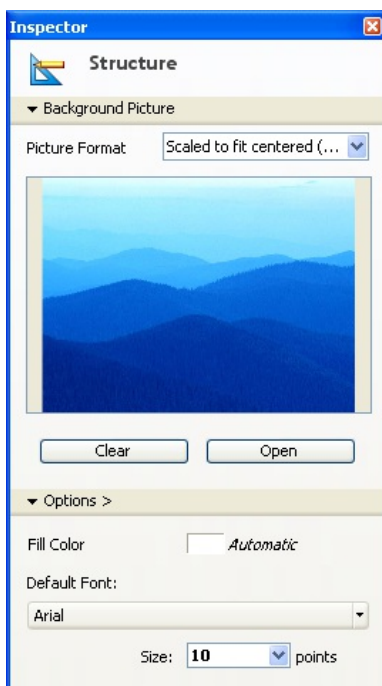 Inspector
Structure
Background Picture
Picture Format Scaled to fit centered (...
Clear Open
Options >
Fill Color Automatic
Default Font:
Arial
Size: 10 points